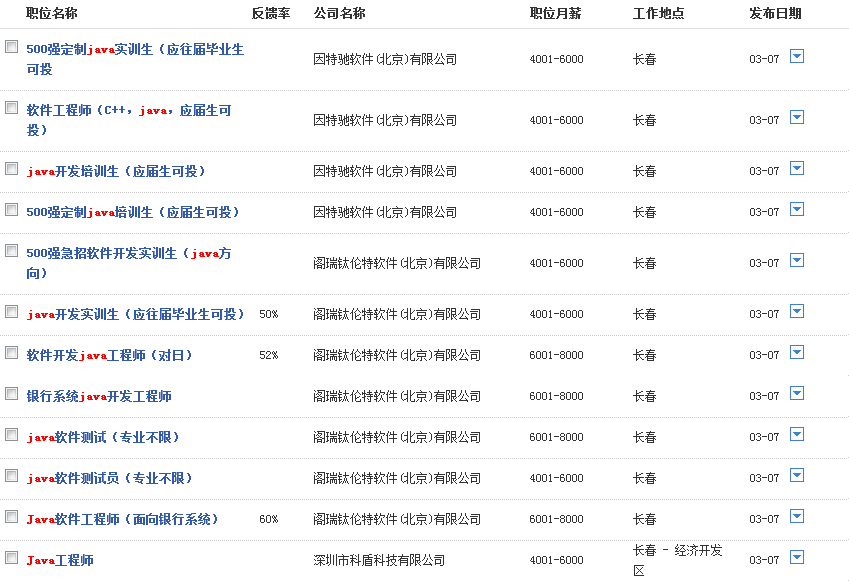 职位名称 反馈率 公司名称 职位月薪 工作地点 发布日期
500强定制java实训生（应往届毕业生可投 因特驰软件(北京)有限公司 4001-6000 长春 03-07
软件工程师（C++，java，应届生可投） 因特驰软件(北京)有限公司 4001-6000 长春 03-07
java开发培训生（应届生可投） 因特驰软件(北京)有限公司 4001-6000 长春 03-07
500强定制java培训生（应届生可投） 因特驰软件(北京)有限公司 4001-6000 长春 03-07
500强急招软件开发实训生（java方向） 阁瑞钛伦特软件(北京)有限公司 4001-6000 长春 03-07
java开发实训生（应往届毕业生可投） 50% 阁瑞钛伦特软件(北京)有限公司 4001-6000 长春 03-07
软件开发java工程师（对日） 52% 阁瑞钛伦特软件(北京)有限公司 6001-8000 长春 03-07
银行系统java开发工程师 阁瑞钛伦特软件(北京)有限公司 6001-8000 长春 03-07
java软件测试（专业不限） 阁瑞钛伦特软件(北京)有限公司 6001-8000 长春 03-07
java软件测试员（专业不限） 阁瑞钛伦特软件(北京)有限公司 4001-6000 长春 03-07
Java软件工程师（面向银行系统） 60% 阁瑞钛伦特软件(北京)有限公司 6001-8000 长春 03-07
Java工程师 深圳市科盾科技有限公司 4001-6000 长春 - 经济开发区 03-07